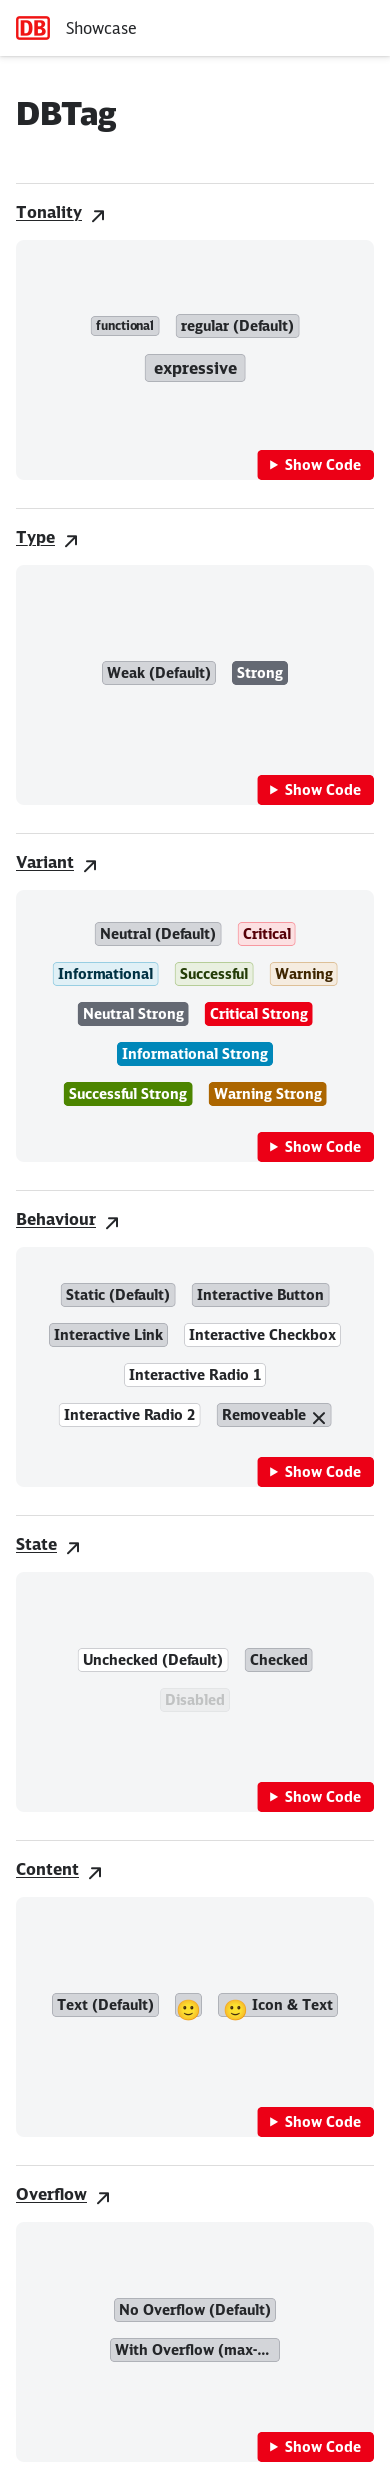 DB Showcase
DBTag
Tonality
functional regular (Default)
expressive
Show Code
Type
Weak (Default) Strong
Show Code
Variant
Neutral (Default) Critical
Informational Successful Warning
Neutral Strong Critical Strong
Informational Strong
Successful Strong Warning Strong
Show Code
Behaviour
Static (Default) Interactive Button
Interactive Link Interactive Checkbox
Interactive Radio 1
Interactive Radio 2 Removeable
Show Code
State
Unchecked (Default) Checked
Disabled
Show Code
Content
Text (Default) 🙂 🙂 Icon & Text
Show Code
Overflow
No Overflow (Default)
With Overflow (max-...
Show Code